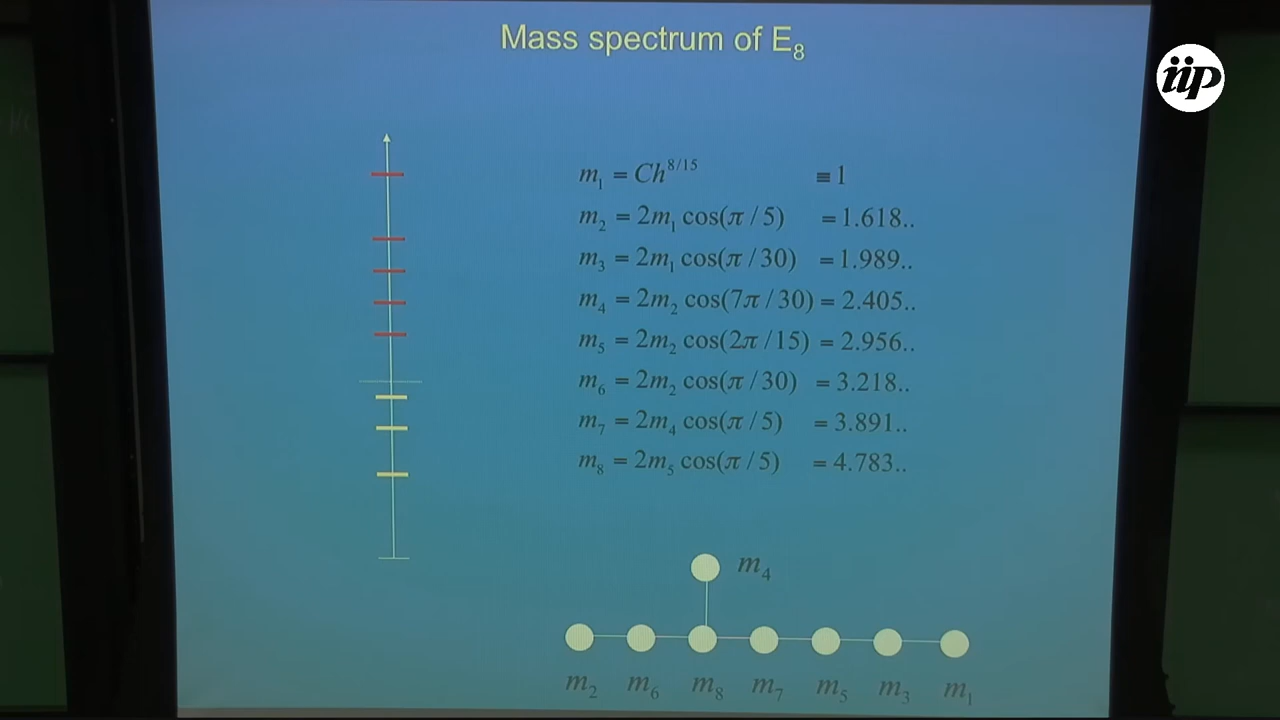 Mass spectrum of E₈
iip
m₁ = Ch^{8/15} ≡ 1
m₂ = 2m₁ cos(π / 5) = 1.618..
m₃ = 2m₁ cos(π / 30) = 1.989..
m₄ = 2m₂ cos(7π / 30) = 2.405..
m₅ = 2m₂ cos(2π / 15) = 2.956..
m₆ = 2m₂ cos(π / 30) = 3.218..
m₇ = 2m₄ cos(π / 5) = 3.891..
m₈ = 2m₅ cos(π / 5) = 4.783..
m₄
m₂ m₆ m₈ m₇ m₅ m₃ m₁